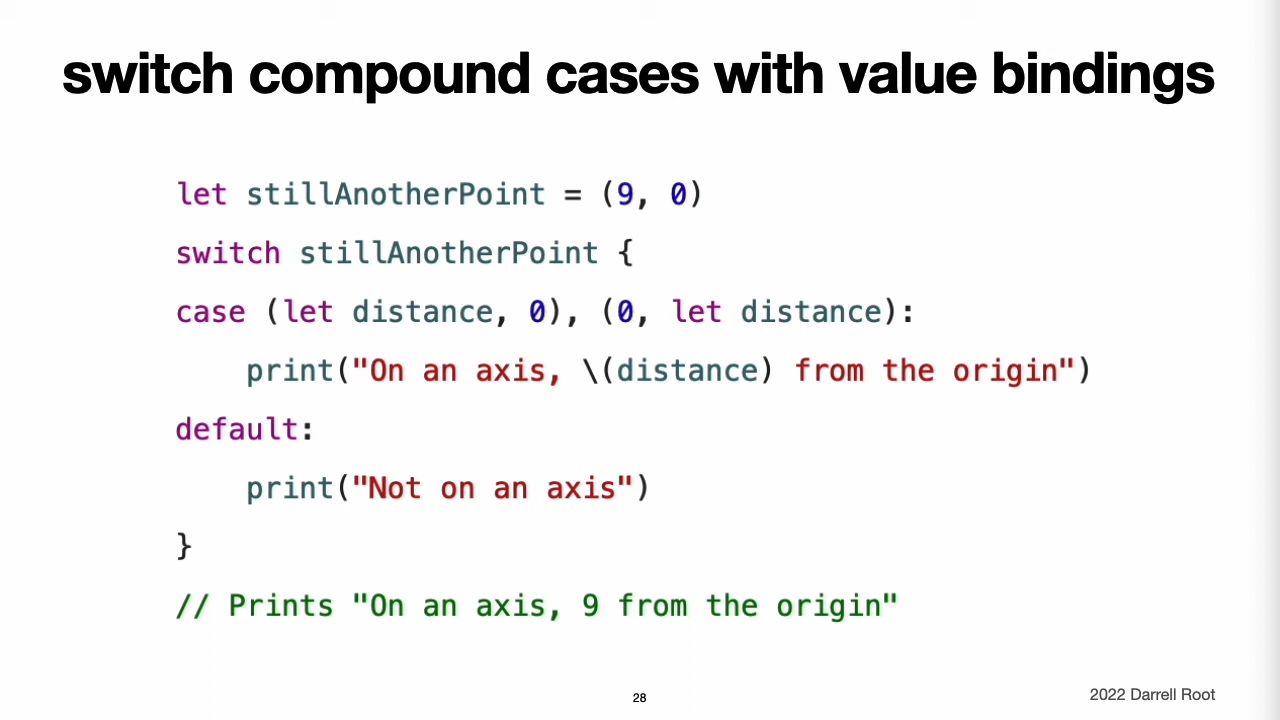 switch compound cases with value bindings
let stillAnotherPoint = (9, 0)
switch stillAnotherPoint {
case (let distance, 0), (0, let distance):
    print("On an axis, \(distance) from the origin")
default:
    print("Not on an axis")
}
// Prints "On an axis, 9 from the origin"
28
2022 Darrell Root